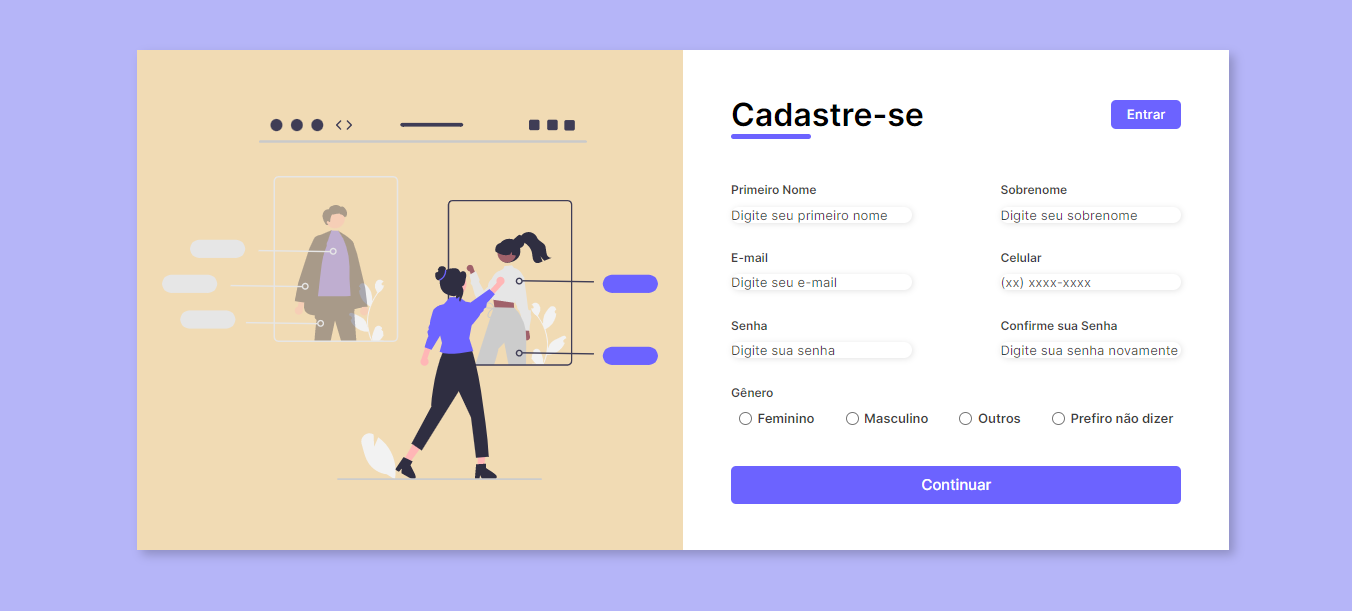 Cadastre-se
Entrar
Primeiro Nome
Sobrenome
Digite seu primeiro nome
Digite seu sobrenome
E-mail
Celular
Digite seu e-mail
(xx) xxxx-xxxx
Senha
Confirme sua Senha
Digite sua senha
Digite sua senha novamente
Gênero
Feminino
Masculino
Outros
Prefiro não dizer
Continuar